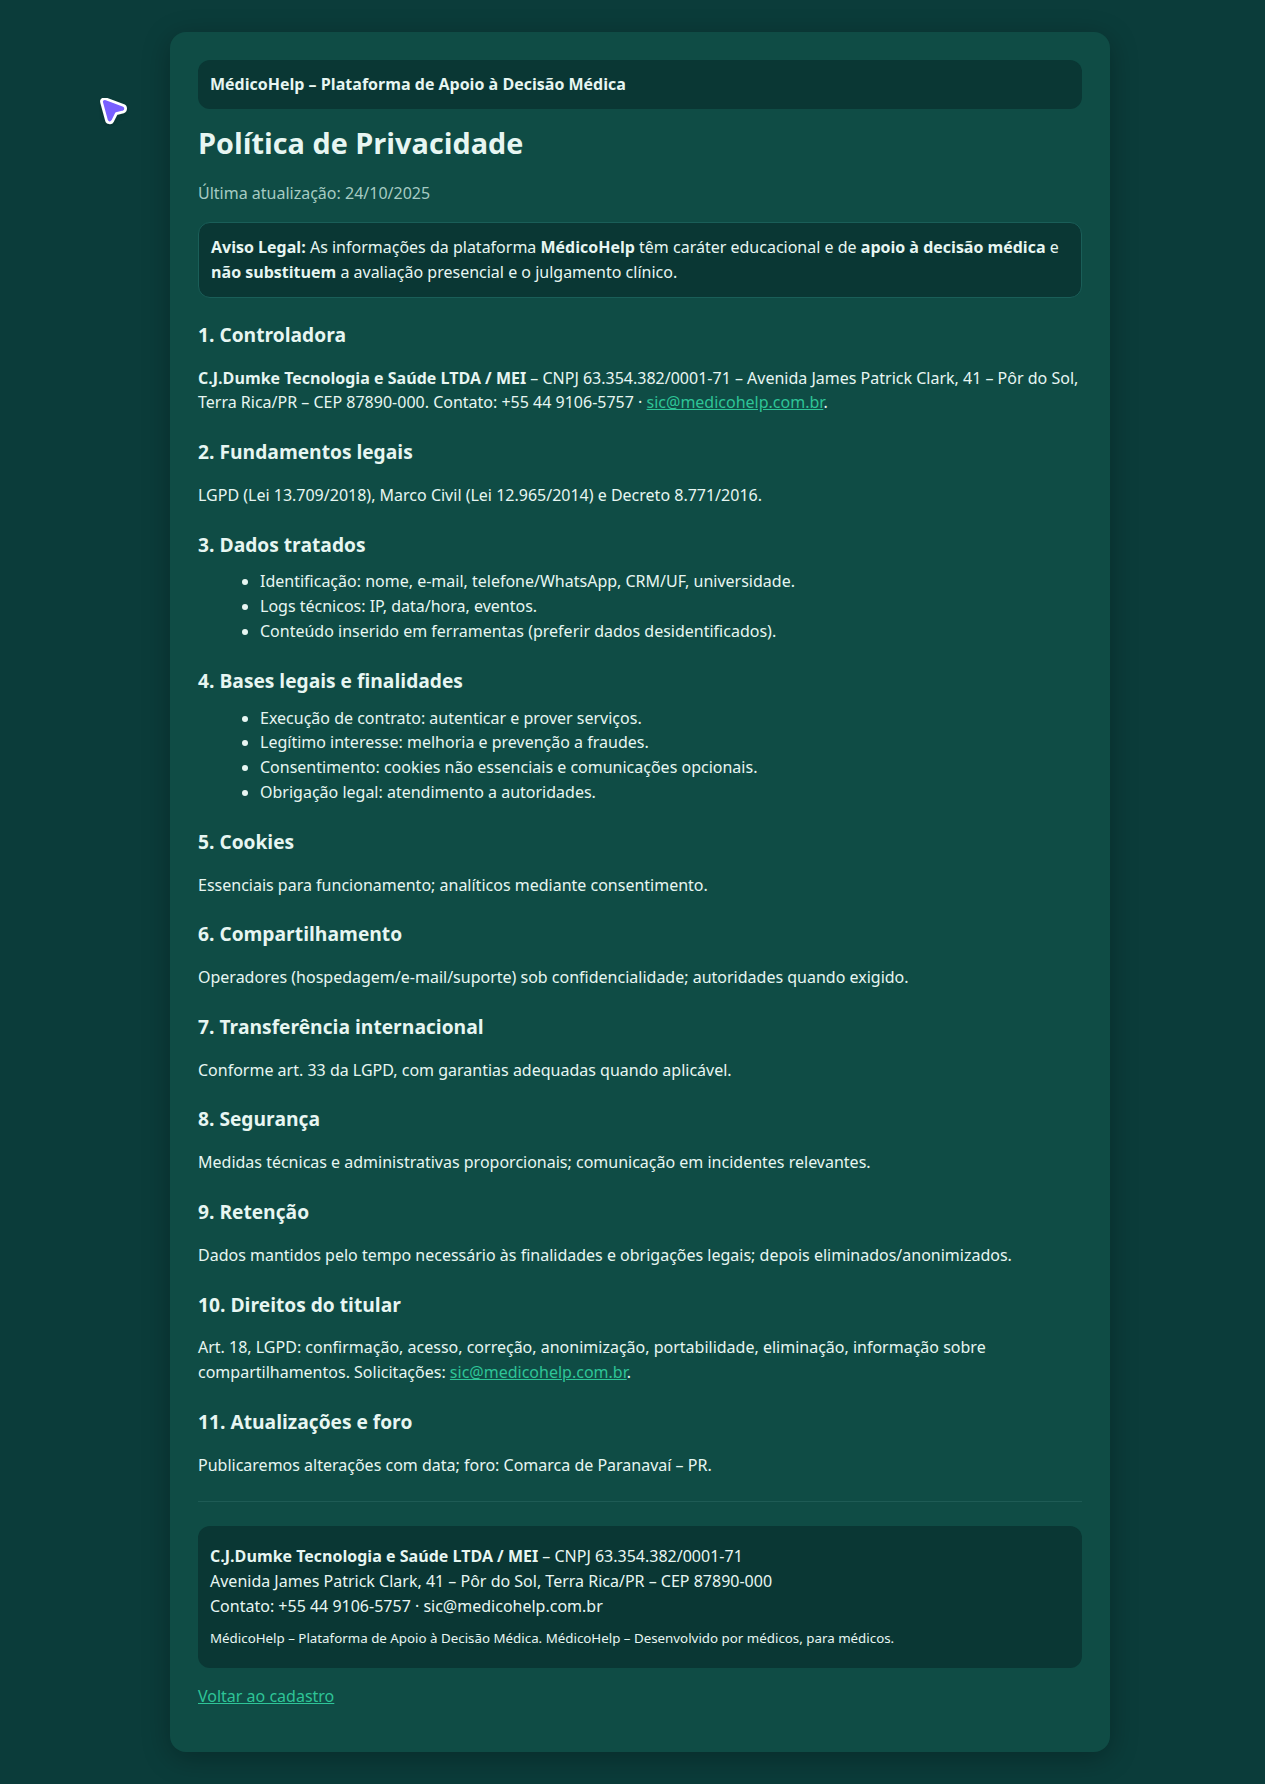 MédicoHelp – Plataforma de Apoio à Decisão Médica
Política de Privacidade
Última atualização: 24/10/2025
Aviso Legal: As informações da plataforma MédicoHelp têm caráter educacional e de apoio à decisão médica e
não substituem a avaliação presencial e o julgamento clínico.
1. Controladora
C.J.Dumke Tecnologia e Saúde LTDA / MEI – CNPJ 63.354.382/0001-71 – Avenida James Patrick Clark, 41 – Pôr do Sol,
Terra Rica/PR – CEP 87890-000. Contato: +55 44 9106-5757 · sic@medicohelp.com.br.
2. Fundamentos legais
LGPD (Lei 13.709/2018), Marco Civil (Lei 12.965/2014) e Decreto 8.771/2016.
3. Dados tratados
• Identificação: nome, e-mail, telefone/WhatsApp, CRM/UF, universidade.
• Logs técnicos: IP, data/hora, eventos.
• Conteúdo inserido em ferramentas (preferir dados desidentificados).
4. Bases legais e finalidades
• Execução de contrato: autenticar e prover serviços.
• Legítimo interesse: melhoria e prevenção a fraudes.
• Consentimento: cookies não essenciais e comunicações opcionais.
• Obrigação legal: atendimento a autoridades.
5. Cookies
Essenciais para funcionamento; analíticos mediante consentimento.
6. Compartilhamento
Operadores (hospedagem/e-mail/suporte) sob confidencialidade; autoridades quando exigido.
7. Transferência internacional
Conforme art. 33 da LGPD, com garantias adequadas quando aplicável.
8. Segurança
Medidas técnicas e administrativas proporcionais; comunicação em incidentes relevantes.
9. Retenção
Dados mantidos pelo tempo necessário às finalidades e obrigações legais; depois eliminados/anonimizados.
10. Direitos do titular
Art. 18, LGPD: confirmação, acesso, correção, anonimização, portabilidade, eliminação, informação sobre
compartilhamentos. Solicitações: sic@medicohelp.com.br.
11. Atualizações e foro
Publicaremos alterações com data; foro: Comarca de Paranavaí – PR.
C.J.Dumke Tecnologia e Saúde LTDA / MEI – CNPJ 63.354.382/0001-71
Avenida James Patrick Clark, 41 – Pôr do Sol, Terra Rica/PR – CEP 87890-000
Contato: +55 44 9106-5757 · sic@medicohelp.com.br
MédicoHelp – Plataforma de Apoio à Decisão Médica. MédicoHelp – Desenvolvido por médicos, para médicos.
Voltar ao cadastro